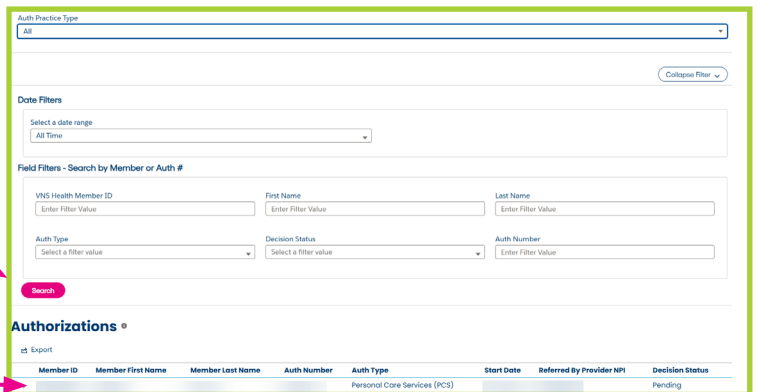 Auth Practice Type
All
Collapse Filter
Date Filters
Select a date range
All Time
Field Filters - Search by Member or Auth #
VNS Health Member ID First Name Last Name
Enter Filter Value Enter Filter Value Enter Filter Value
Auth Type Decision Status Auth Number
Select a filter value Select a filter value Enter Filter Value
Search
Authorizations
Export
Member ID Member First Name Member Last Name Auth Number Auth Type Start Date Referred By Provider NPI Decision Status
Personal Care Services (PCS) Pending